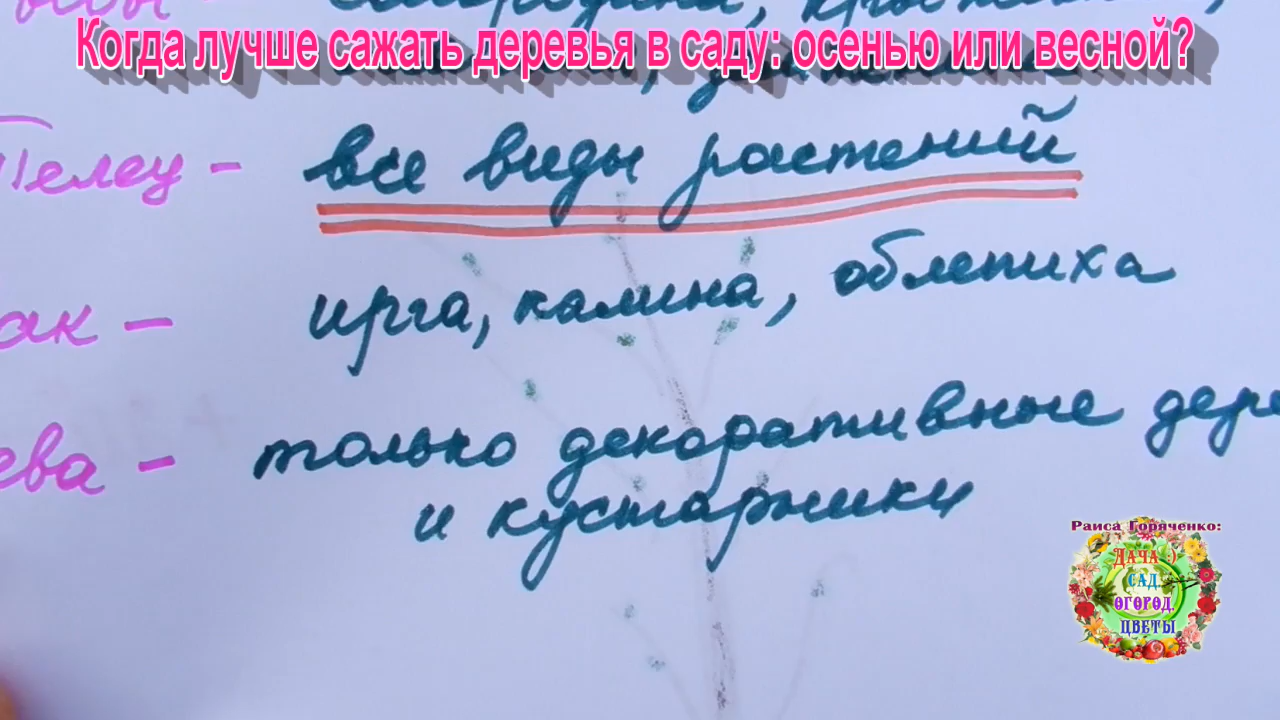 Когда лучше сажать деревья в саду: осенью или весной?
Телец - все виды растений
ак - ирга, калина, облепиха
ева - только декоративные дере
и кустарники
Раиса Горяченко:
ДАЧА :)
САД,
ОГОРОД,
ЦВЕТЫ